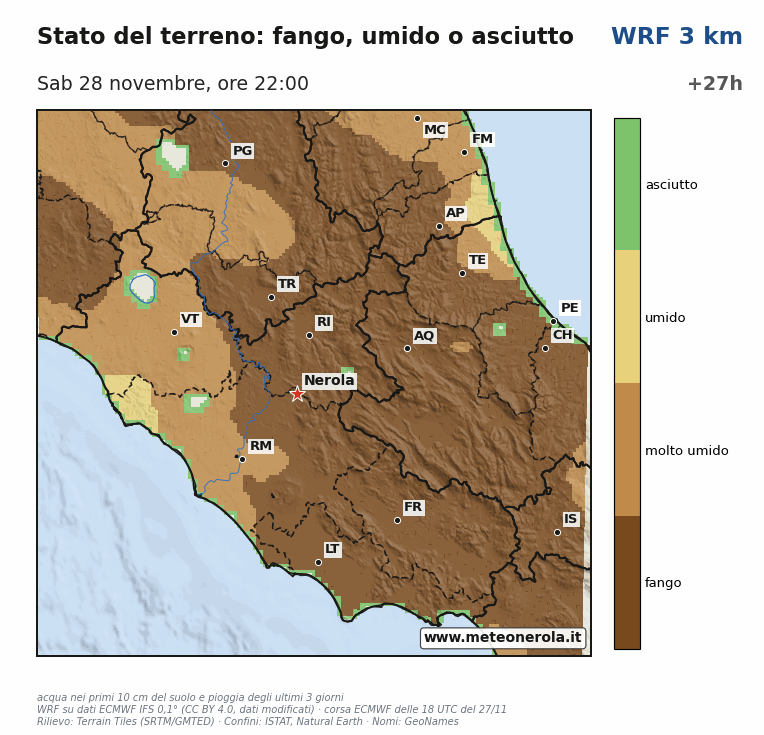 Stato del terreno: fango, umido o asciutto
WRF 3 km
Sab 28 novembre, ore 22:00
+27h
MC
FM
PG
AP
TE
TR
PE
VT
RI
AQ
CH
Nerola
RM
FR
IS
LT
www.meteonerola.it
asciutto
umido
molto umido
fango
acqua nei primi 10 cm del suolo e pioggia degli ultimi 3 giorni
WRF su dati ECMWF IFS 0,1° (CC BY 4.0, dati modificati) · corsa ECMWF delle 18 UTC del 27/11
Rilievo: Terrain Tiles (SRTM/GMTED) · Confini: ISTAT, Natural Earth · Nomi: GeoNames